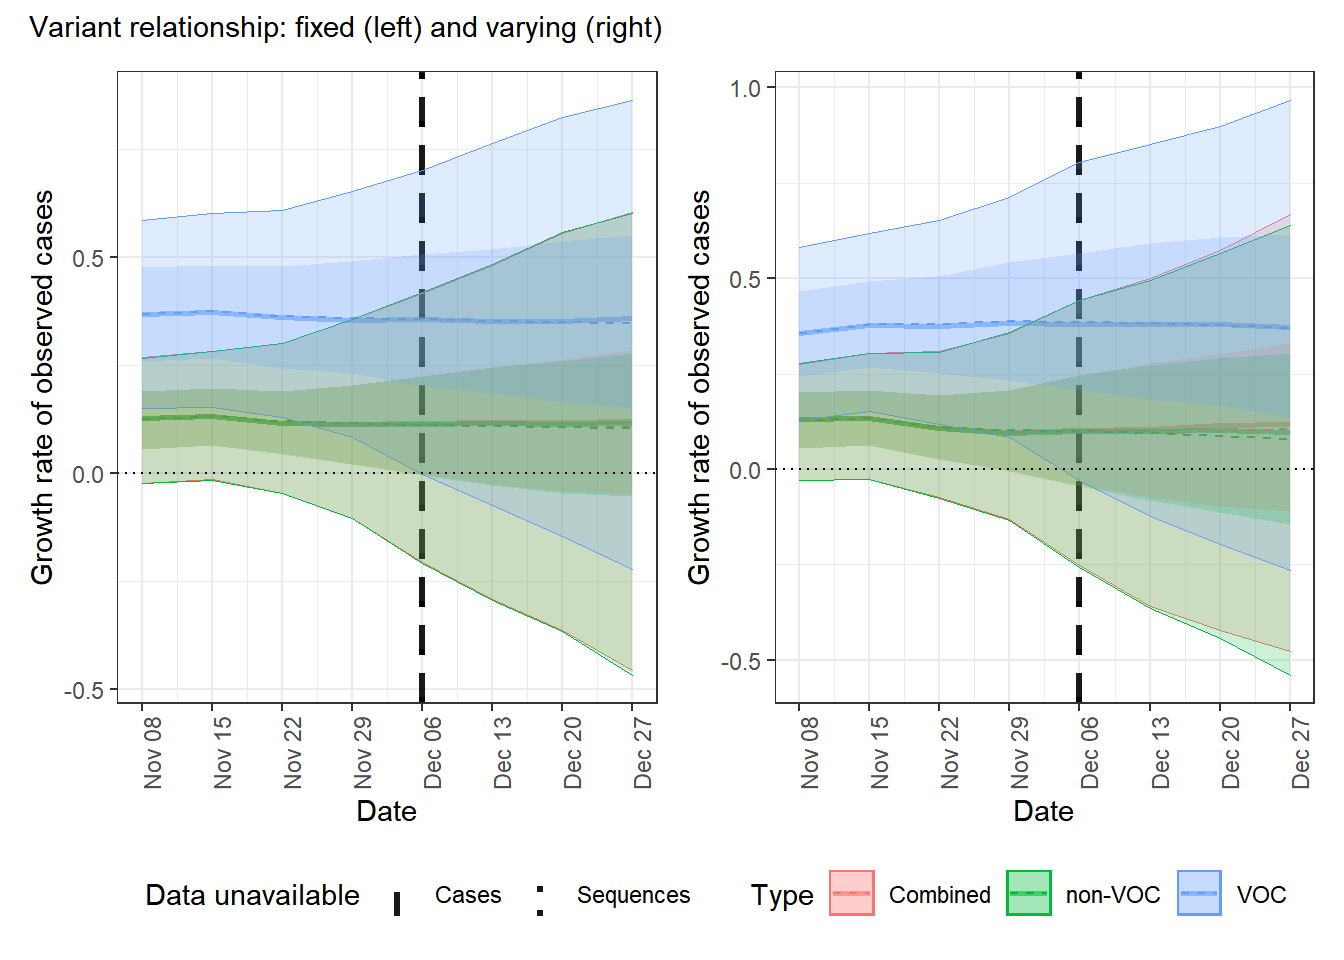 Variant relationship: fixed (left) and varying (right)
Growth rate of observed cases
0.5
0.0
-0.5
Nov 08
Nov 15
Nov 22
Nov 29
Dec 06
Dec 13
Dec 20
Dec 27
Date
Growth rate of observed cases
1.0
0.5
0.0
-0.5
Nov 08
Nov 15
Nov 22
Nov 29
Dec 06
Dec 13
Dec 20
Dec 27
Date
Data unavailable Cases Sequences Type Combined non-VOC VOC